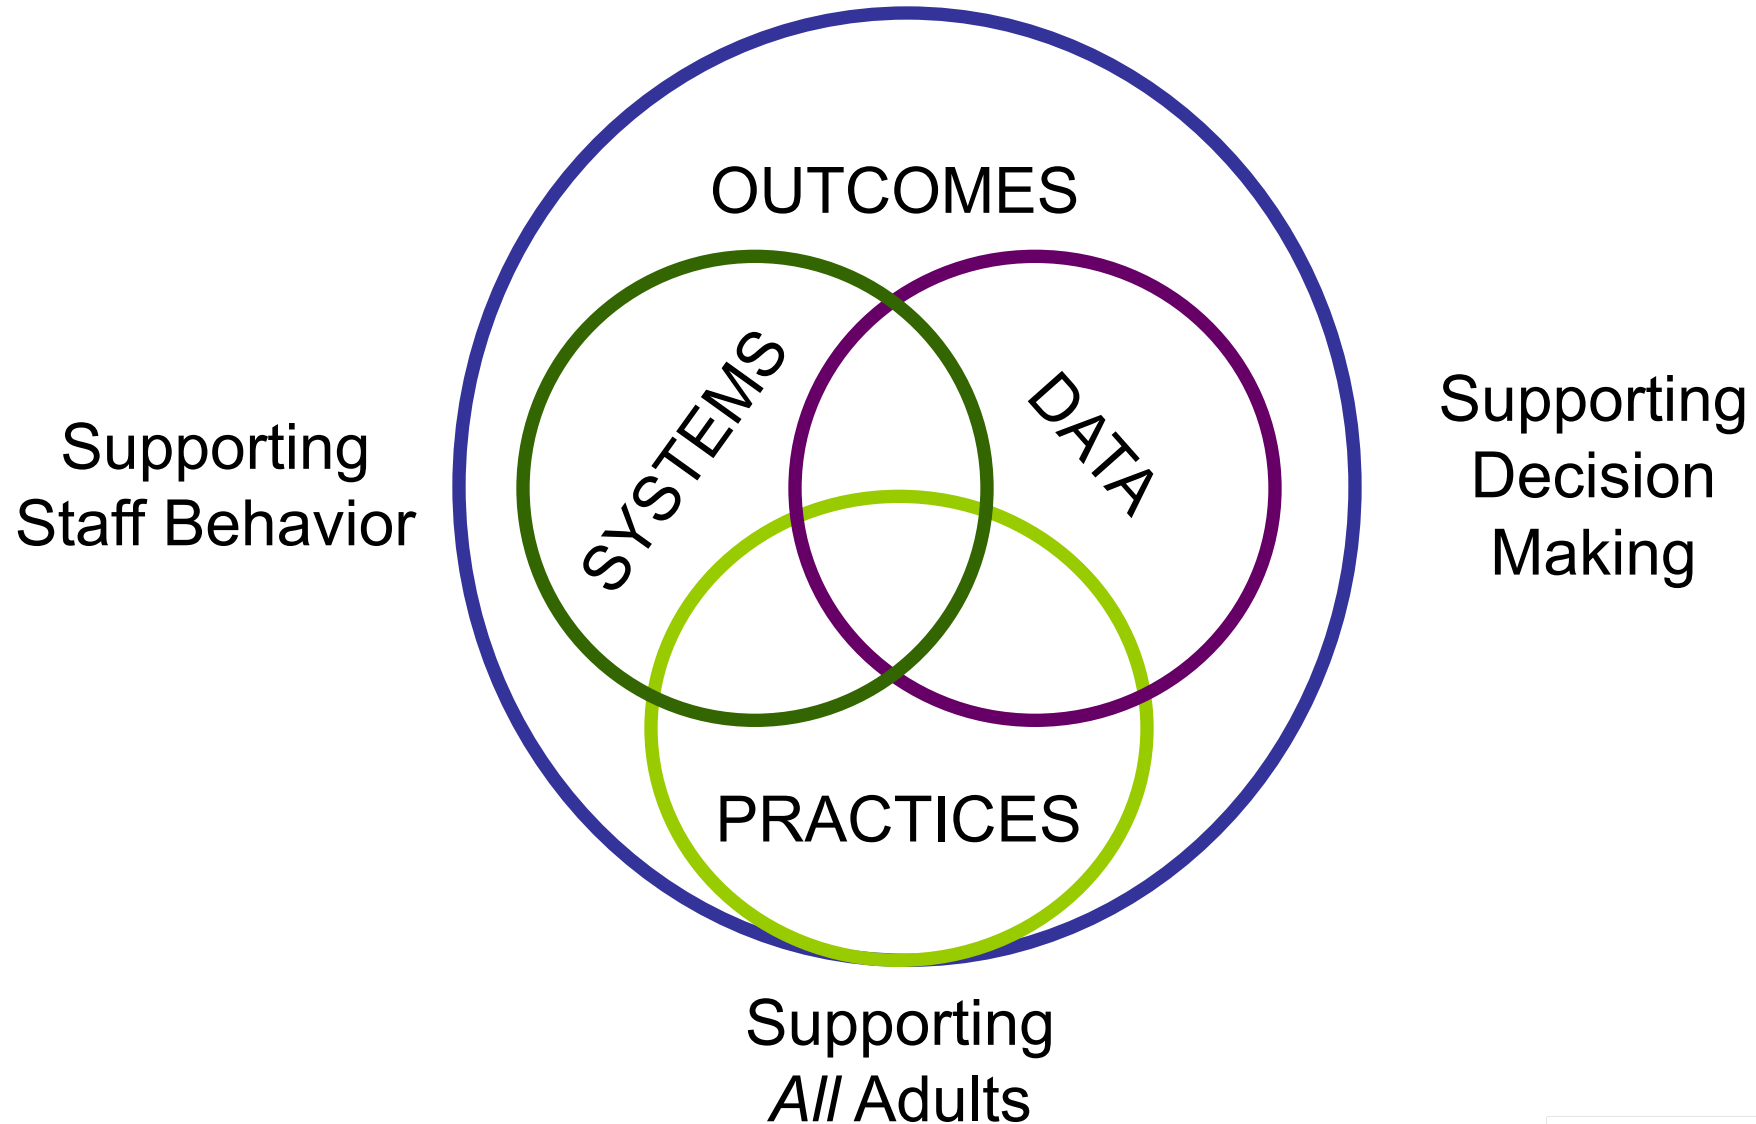 OUTCOMES
SYSTEMS
DATA
Supporting
Staff Behavior
Supporting
Decision
Making
PRACTICES
Supporting
All Adults